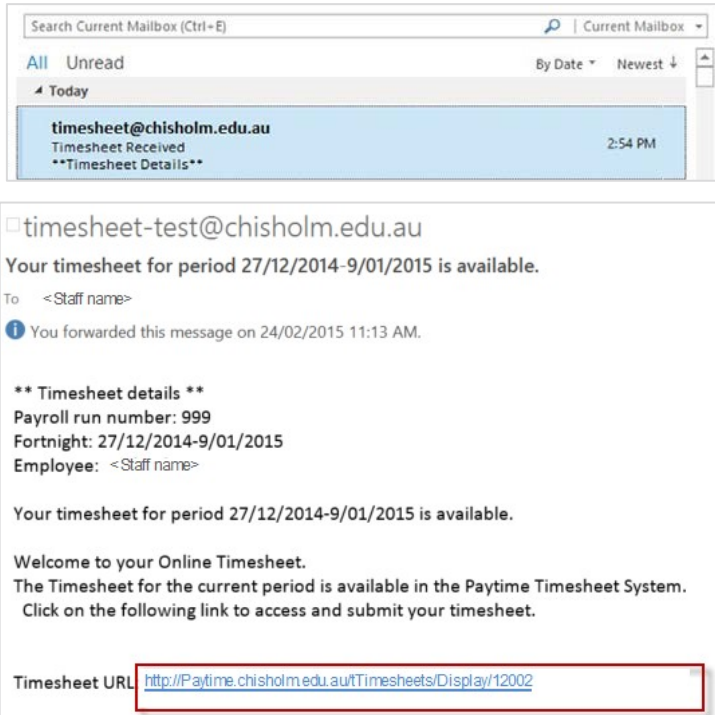 Search Current Mailbox (Ctrl+E) | Current Mailbox
All Unread By Date Newest ↓
Today
timesheet@chisholm.edu.au
Timesheet Received 2:54 PM
**Timesheet Details**
timesheet-test@chisholm.edu.au
Your timesheet for period 27/12/2014-9/01/2015 is available.
To <Staff name>
You forwarded this message on 24/02/2015 11:13 AM.
** Timesheet details **
Payroll run number: 999
Fortnight: 27/12/2014-9/01/2015
Employee: <Staff name>
Your timesheet for period 27/12/2014-9/01/2015 is available.
Welcome to your Online Timesheet.
The Timesheet for the current period is available in the Paytime Timesheet System.
Click on the following link to access and submit your timesheet.
Timesheet URL http://Paytime.chisholm.edu.au/tTimesheets/Display/12002